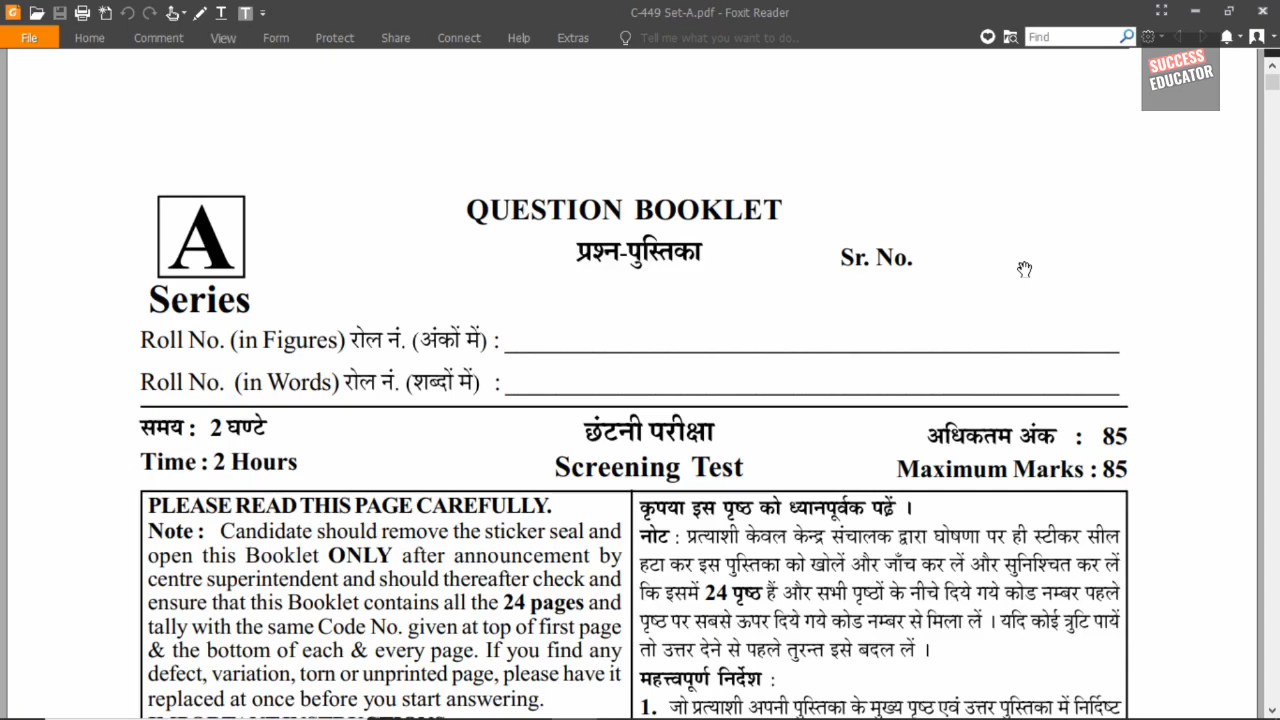 C-449 Set-A.pdf - Foxit Reader
File Home Comment View Form Protect Share Connect Help Extras Tell me what you want to do.. Find
SUCCESS
EDUCATOR
A
Series
QUESTION BOOKLET
प्रश्न-पुस्तिका
Sr. No.
Roll No. (in Figures) रोल नं. (अंकों में) :
Roll No. (in Words) रोल नं. (शब्दों में) :
समय : 2 घण्टे
छंटनी परीक्षा
अधिकतम अंक : 85
Time : 2 Hours
Screening Test
Maximum Marks : 85
PLEASE READ THIS PAGE CAREFULLY.
Note : Candidate should remove the sticker seal and
open this Booklet ONLY after announcement by
centre superintendent and should thereafter check and
ensure that this Booklet contains all the 24 pages and
tally with the same Code No. given at top of first page
& the bottom of each & every page. If you find any
defect, variation, torn or unprinted page, please have it
replaced at once before you start answering.
IMPORTANT INSTRUCTIONS
कृपया इस पृष्ठ को ध्यानपूर्वक पढ़ें ।
नोट : प्रत्याशी केवल केन्द्र संचालक द्वारा घोषणा पर ही स्टीकर सील
हटा कर इस पुस्तिका को खोलें और जाँच कर लें और सुनिश्चित कर लें
कि इसमें 24 पृष्ठ हैं और सभी पृष्ठों के नीचे दिये गये कोड नम्बर पहले
पृष्ठ पर सबसे ऊपर दिये गये कोड नम्बर से मिला लें । यदि कोई त्रुटि पायें
तो उत्तर देने से पहले तुरन्त इसे बदल लें ।
महत्त्वपूर्ण निर्देश :
1. जो प्रत्याशी अपनी पुस्तिका के मुख्य पृष्ठ एवं उत्तर पुस्तिका में निर्दिष्ट